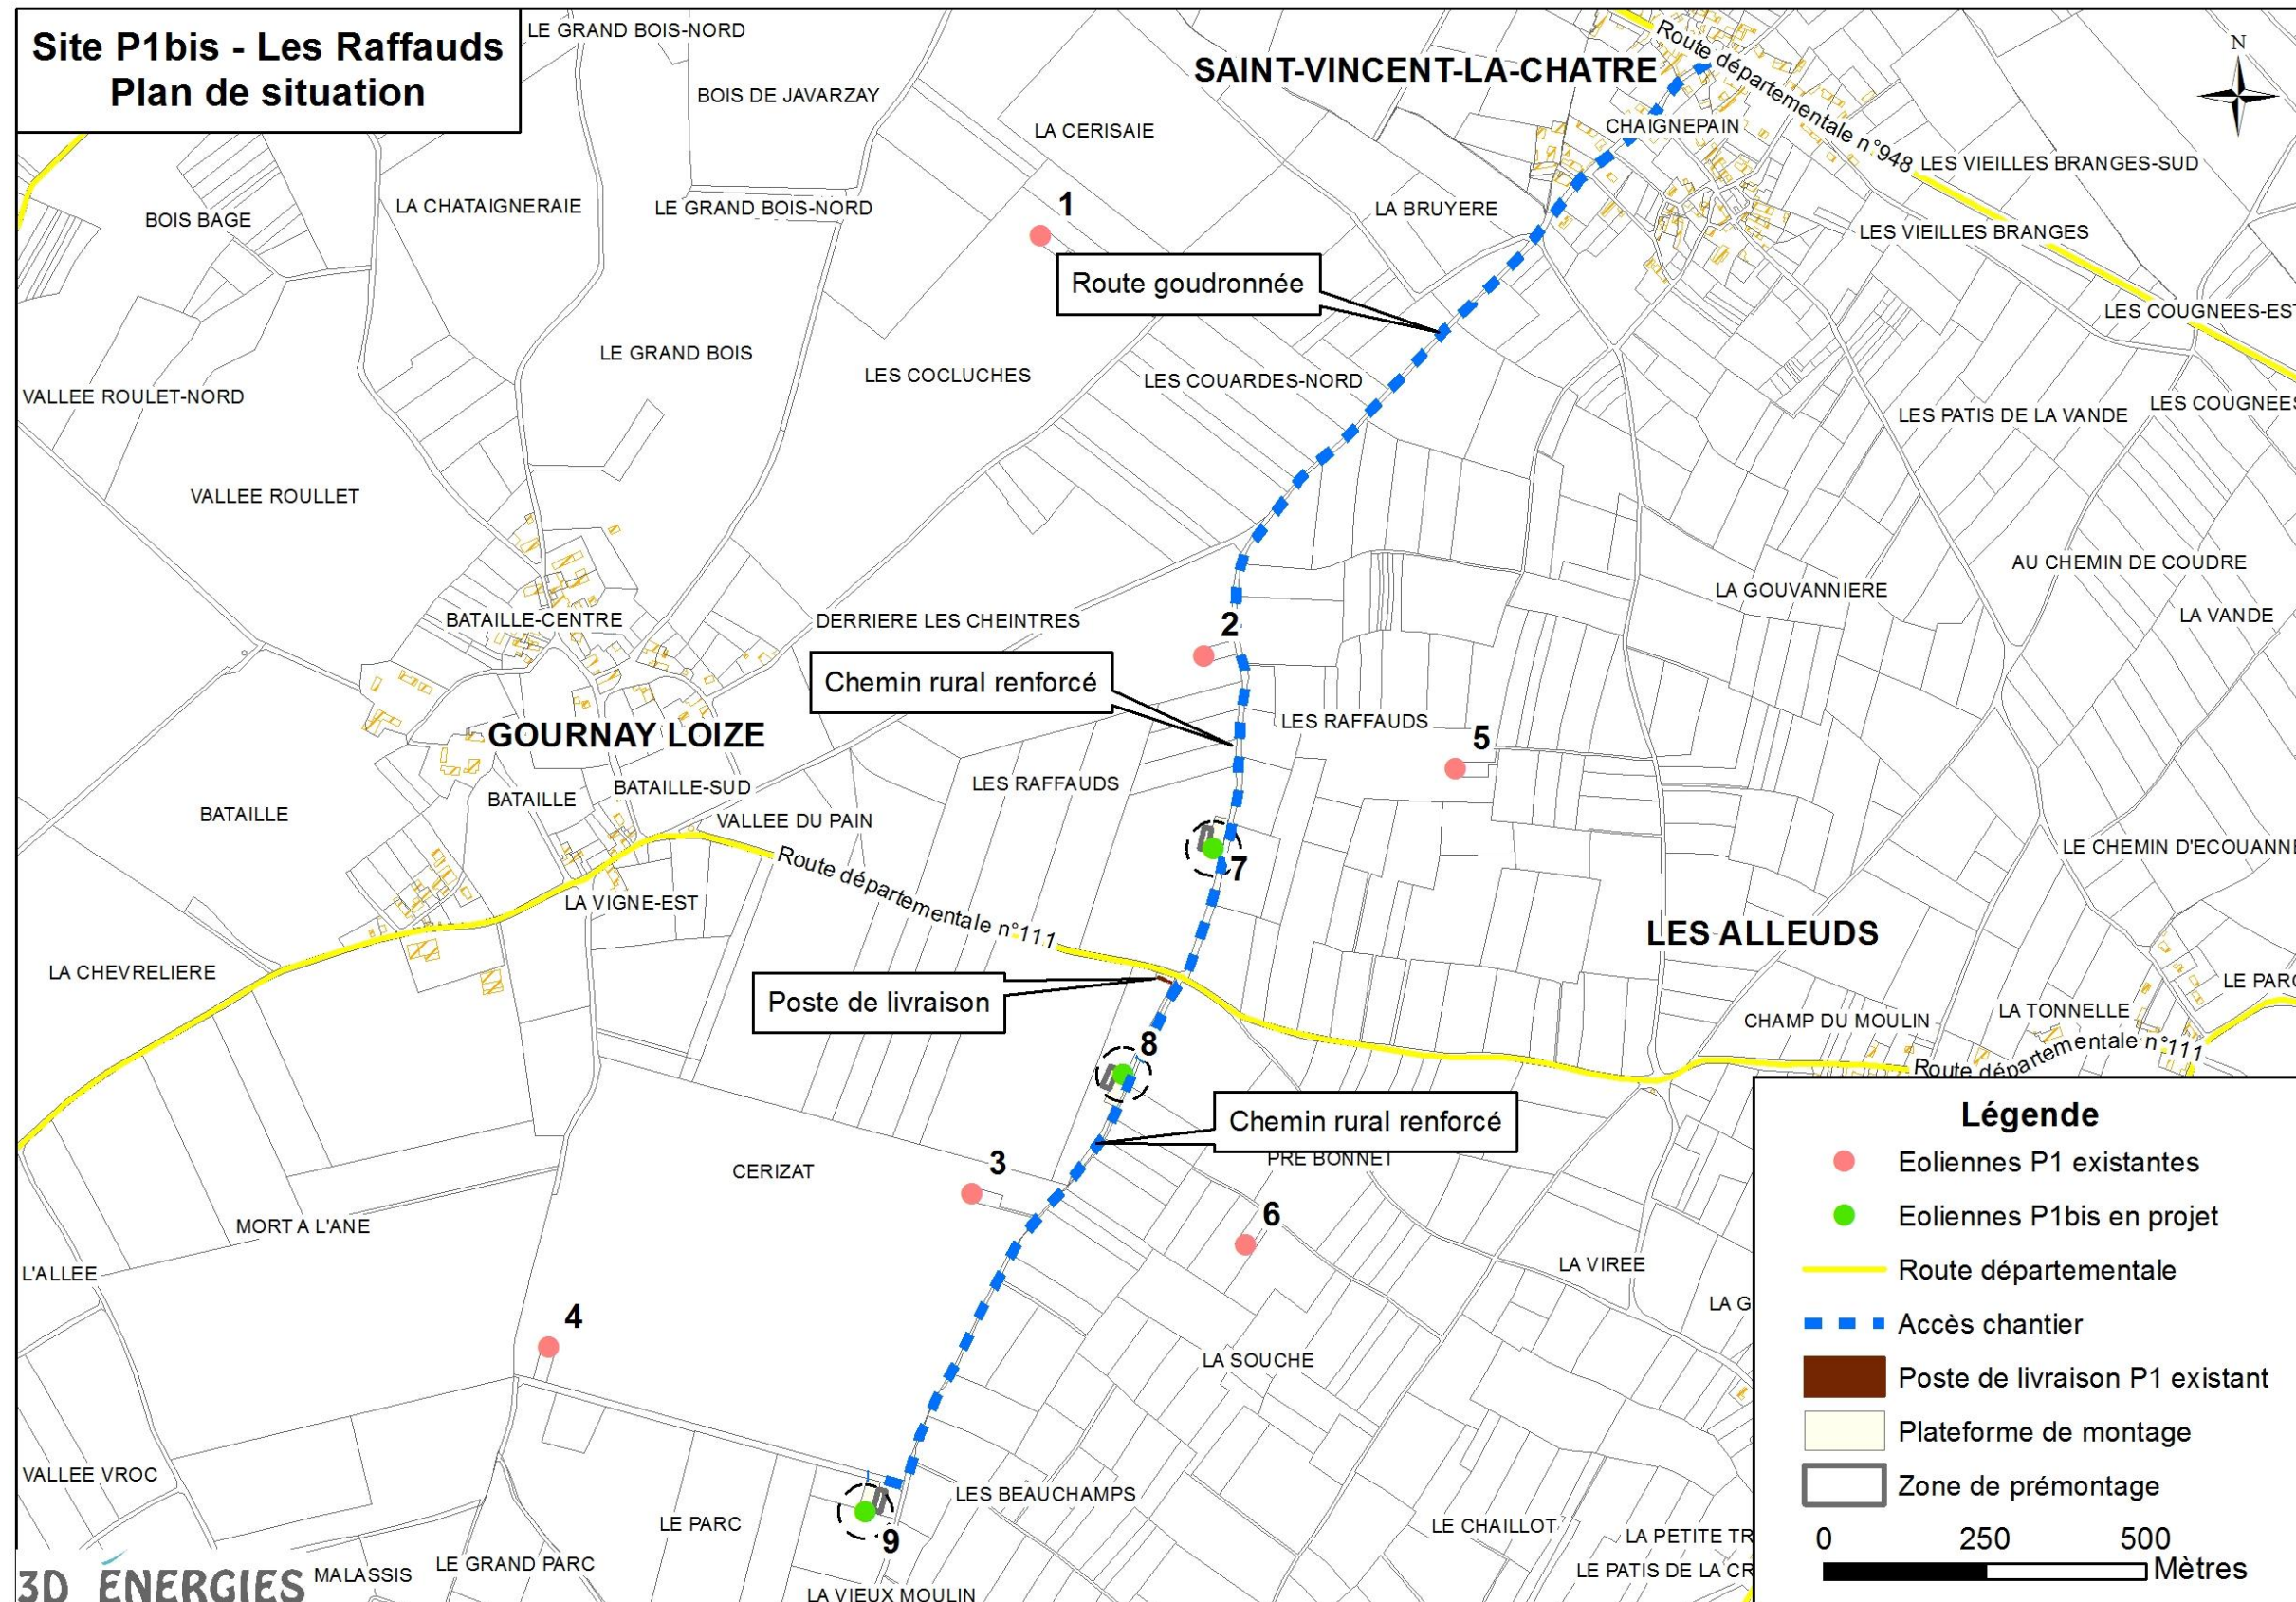 Site P1bis - Les Raffauds
Plan de situation
LE GRAND BOIS-NORD
BOIS DE JAVARZAY
LA CERISAIE
SAINT-VINCENT-LA-CHATRE
Route départementale n°948
N
CHAIGNEPAIN
LES VIEILLES BRANGES-SUD
BOIS BAGE
LA CHATAIGNERAIE
LE GRAND BOIS-NORD
1
LA BRUYERE
LES VIEILLES BRANGES
Route goudronnée
LES COUGNEES-EST
LE GRAND BOIS
LES COCLUCHES
LES COUARDES-NORD
VALLEE ROULET-NORD
LES PATIS DE LA VANDE
LES COUGNEES
VALLEE ROULLET
AU CHEMIN DE COUDRE
LA GOUVANNIERE
LA VANDE
BATAILLE-CENTRE
DERRIERE LES CHEINTRES
2
Chemin rural renforcé
LES RAFFAUDS
5
GOURNAY LOIZE
LES RAFFAUDS
BATAILLE-SUD
BATAILLE
BATAILLE
VALLEE DU PAIN
Route départementale n°111
7
LE CHEMIN D'ECOUANNE
LA VIGNE-EST
LES ALLEUDS
LA CHEVRELIERE
LE PARC
Poste de livraison
LA TONNELLE
CHAMP DU MOULIN
Route départementale n°111
8
Chemin rural renforcé
PRE BONNET
CERIZAT
3
6
MORT A L'ANE
L'ALLEE
LA VIREE
LA G
4
LA SOUCHE
VALLEE VROC
LES BEAUCHAMPS
LE PARC
9
LE CHAILLOT
LA PETITE TR
LE GRAND PARC
MALASSIS
LE PATIS DE LA CR
LA VIEUX MOULIN
3D ENERGIES
Légende
Eoliennes P1 existantes
Eoliennes P1bis en projet
Route départementale
Accès chantier
Poste de livraison P1 existant
Plateforme de montage
Zone de prémontage
0 250 500
Mètres